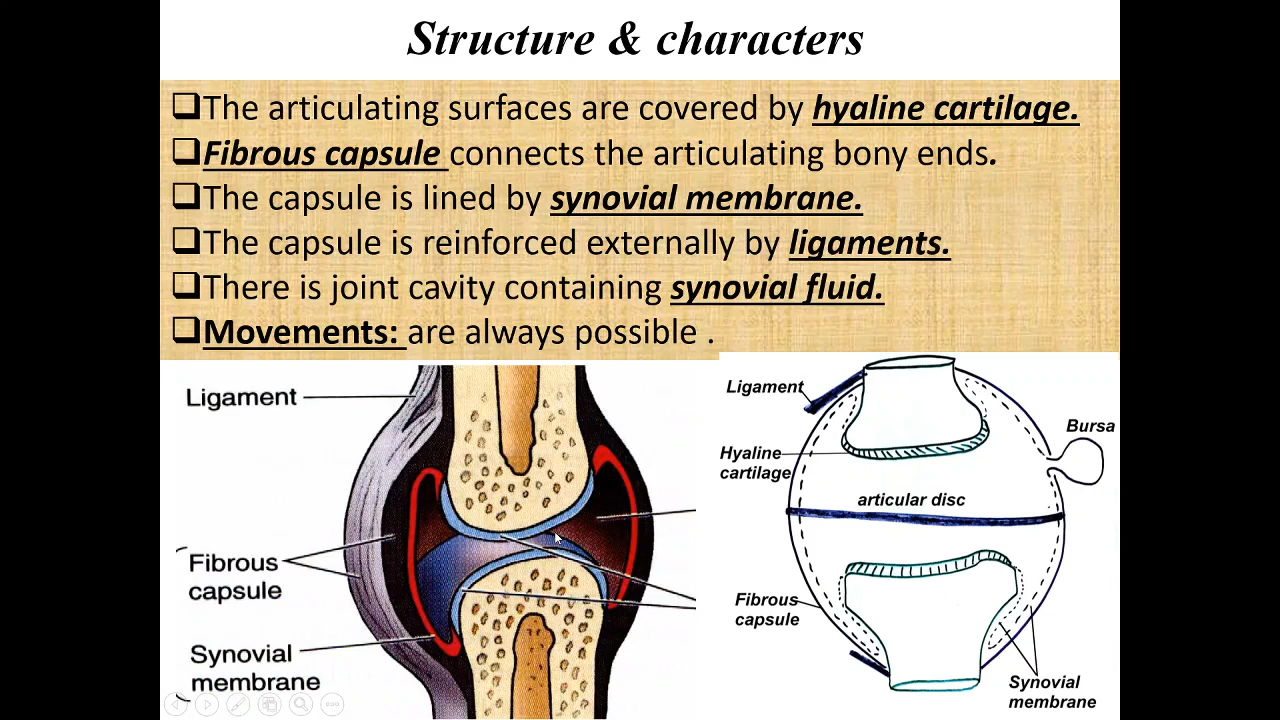 Structure & characters
❑The articulating surfaces are covered by hyaline cartilage.
❑Fibrous capsule connects the articulating bony ends.
❑The capsule is lined by synovial membrane.
❑The capsule is reinforced externally by ligaments.
❑There is joint cavity containing synovial fluid.
❑Movements: are always possible .
Ligament
Fibrous
capsule
Synovial
membrane
Ligament
Bursa
Hyaline
cartilage
articular disc
Fibrous
capsule
Synovial
membrane